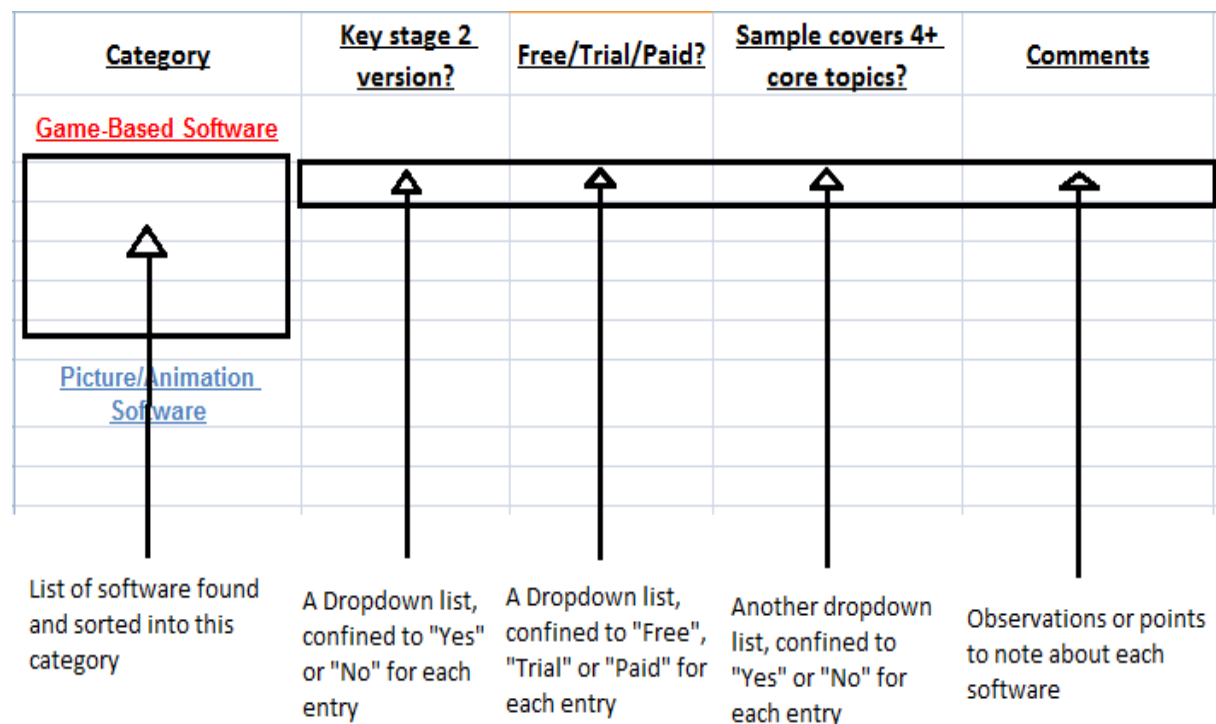 Category
Key stage 2
version?
Free/Trial/Paid?
Sample covers 4+
core topics?
Comments
Game-Based Software
Picture/Animation
Software
List of software found
and sorted into this
category
A Dropdown list,
confined to "Yes"
or "No" for each
entry
A Dropdown list,
confined to "Free",
"Trial" or "Paid" for
each entry
Another dropdown
list, confined to
"Yes" or "No" for
each entry
Observations or points
to note about each
software